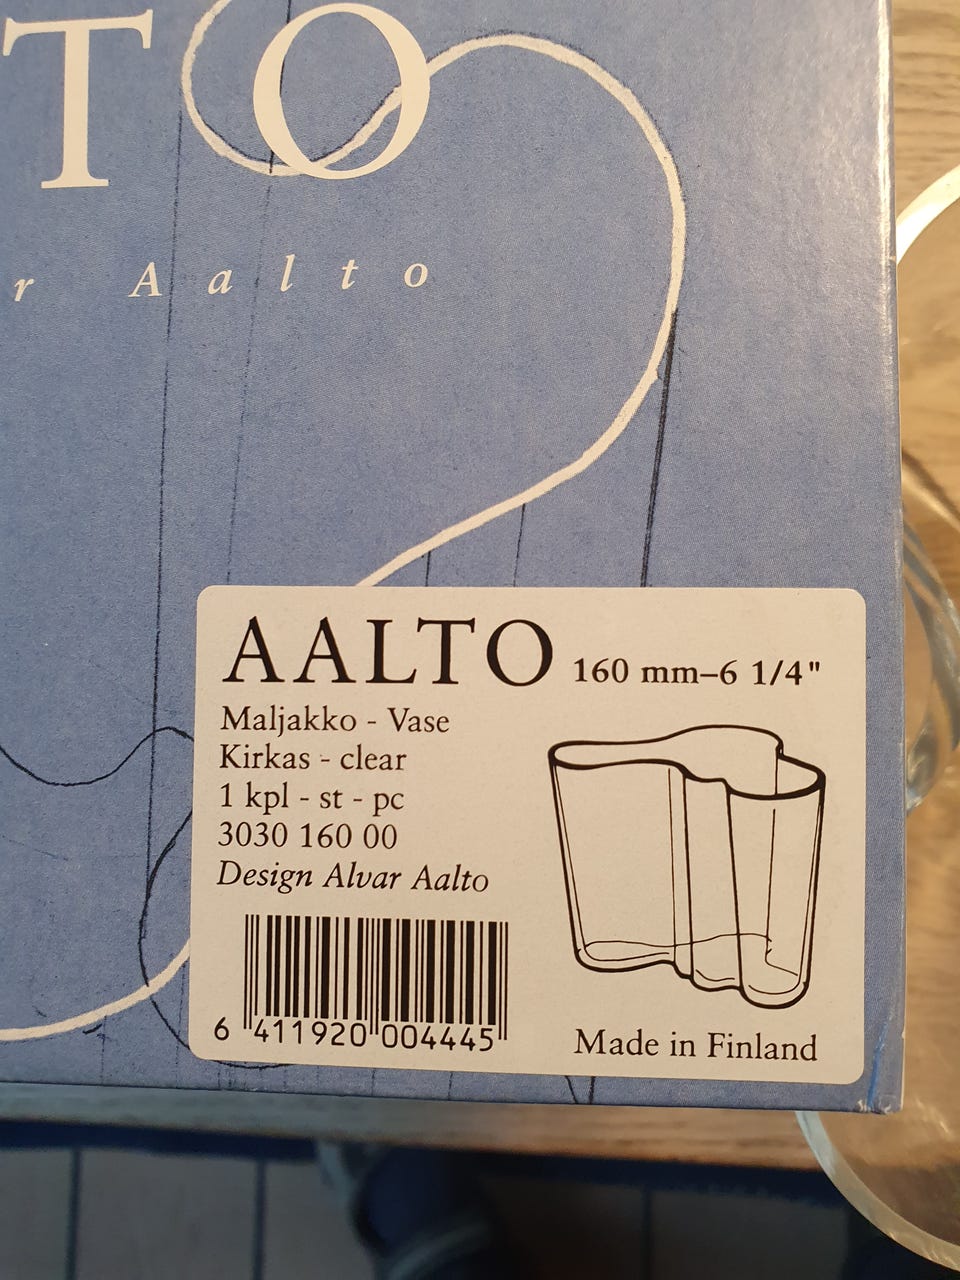 TO
r Aalto
AALTO 160 mm–6 1/4"
Maljakko - Vase
Kirkas - clear
1 kpl - st - pc
3030 160 00
Design Alvar Aalto
6 411920 004445
Made in Finland